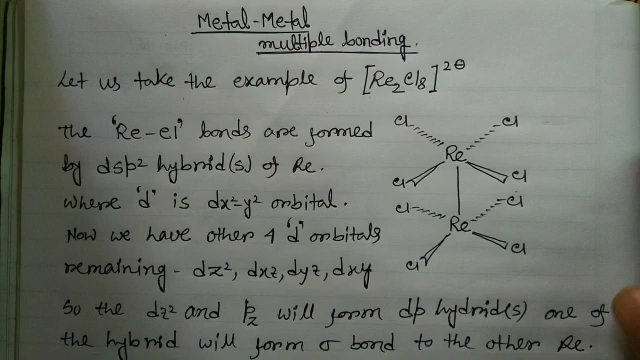 Metal-Metal
multiple bonding.
Let us take the example of [Re2Cl8]2⊖
The 'Re-Cl' bonds are formed
by dsp² hybrid(s) of Re.
where 'd' is dx²-y² orbital.
Now we have other 4 'd' orbitals
remaining - dz², dxz, dyz, dxy
So the dz² and pz will form dp hydrid(s) one of
the hybrid will form σ bond to the other Re.
Cl Cl
Re
Cl Cl
Cl Cl
Re
Cl Cl